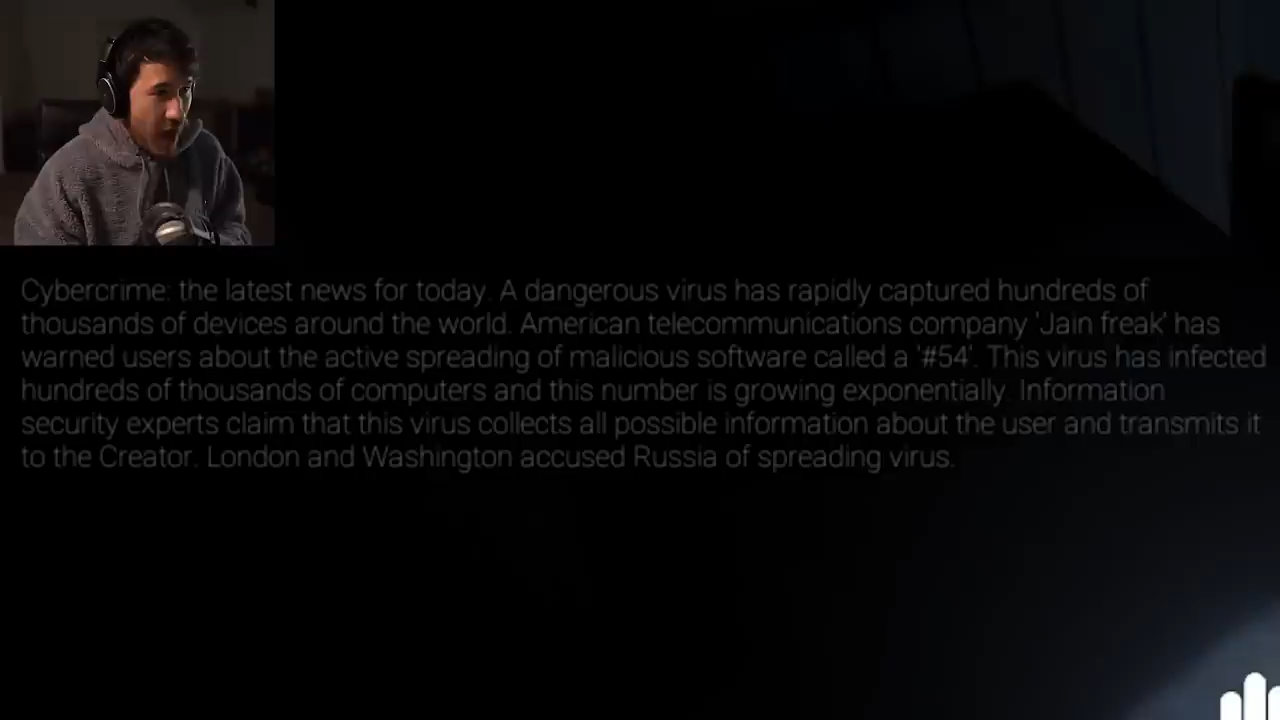 Cybercrime: the latest news for today. A dangerous virus has rapidly captured hundreds of
thousands of devices around the world. American telecommunications company 'Jain freak' has
warned users about the active spreading of malicious software called a '#54'. This virus has infected
hundreds of thousands of computers and this number is growing exponentially. Information
security experts claim that this virus collects all possible information about the user and transmits it
to the Creator. London and Washington accused Russia of spreading virus.